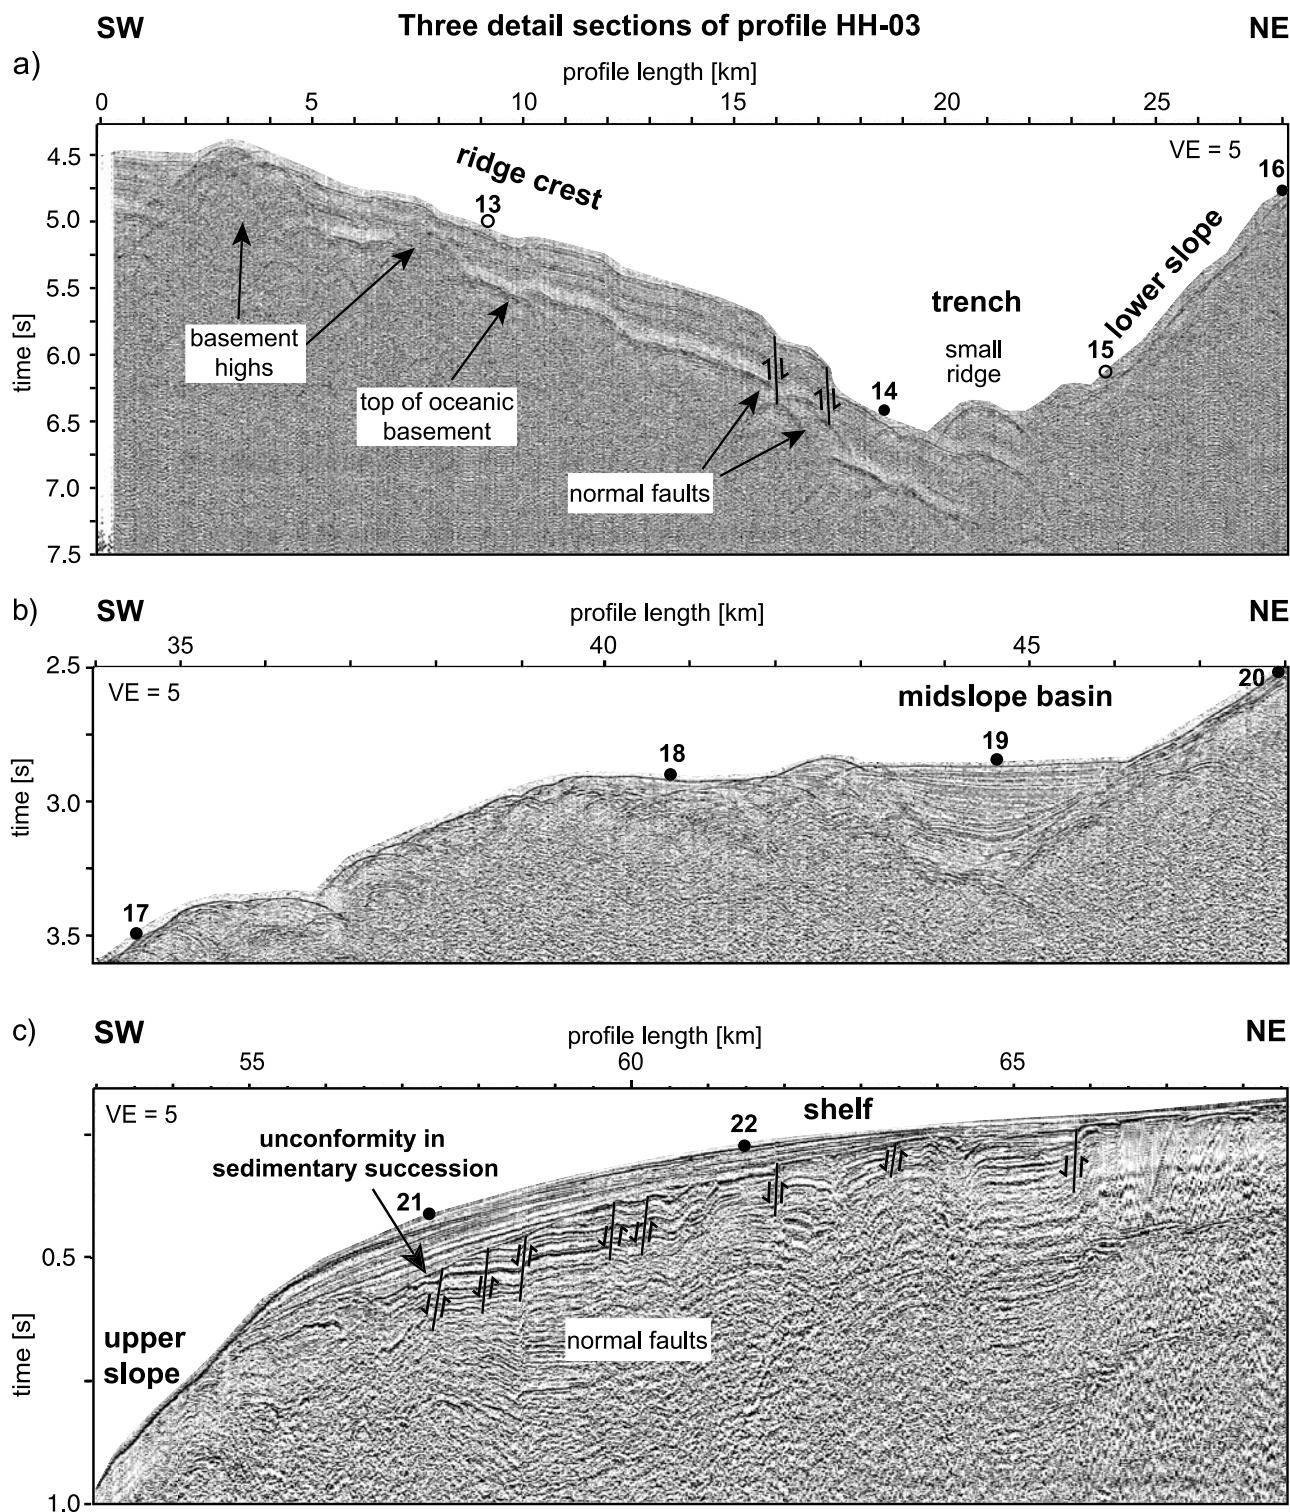 SW Three detail sections of profile HH-03 NE
a)
profile length [km]
0 5 10 15 20 25
VE = 5
4.5
5.0
5.5
6.0
6.5
7.0
7.5
time [s]
ridge crest
13
16
lower slope
trench
small
ridge
15
14
basement
highs
top of oceanic
basement
normal faults
b) SW profile length [km] NE
35 40 45
2.5
3.0
3.5
time [s]
VE = 5
midslope basin
20
19
18
17
c) SW profile length [km] NE
55 60 65
VE = 5
shelf
22
unconformity in
sedimentary succession
21
0.5
1.0
time [s]
normal faults
upper
slope